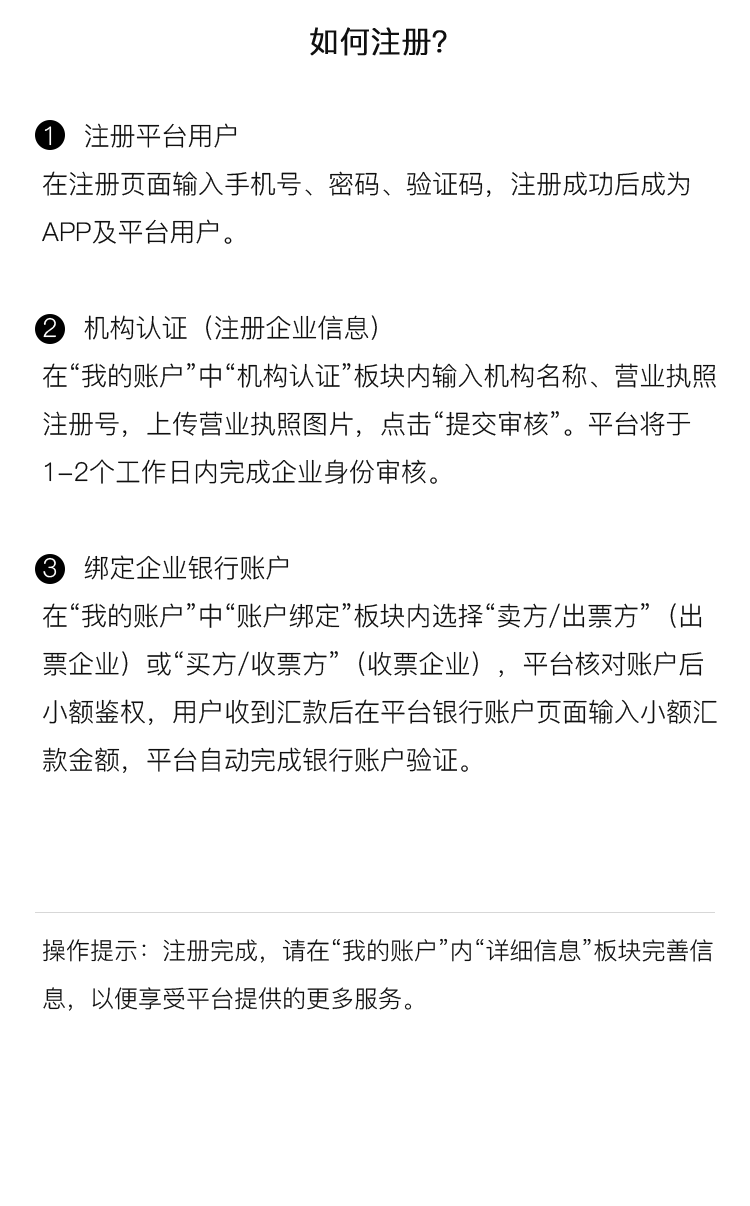 如何注册？
1 注册平台用户
在注册页面输入手机号、密码、验证码，注册成功后成为
APP及平台用户。
2 机构认证（注册企业信息）
在“我的账户”中“机构认证”板块内输入机构名称、营业执照
注册号，上传营业执照图片，点击“提交审核”。平台将于
1-2个工作日内完成企业身份审核。
3 绑定企业银行账户
在“我的账户”中“账户绑定”板块内选择“卖方/出票方”（出
票企业）或“买方/收票方”（收票企业），平台核对账户后
小额鉴权，用户收到汇款后在平台银行账户页面输入小额汇
款金额，平台自动完成银行账户验证。
操作提示：注册完成，请在“我的账户”内“详细信息”板块完善信
息，以便享受平台提供的更多服务。